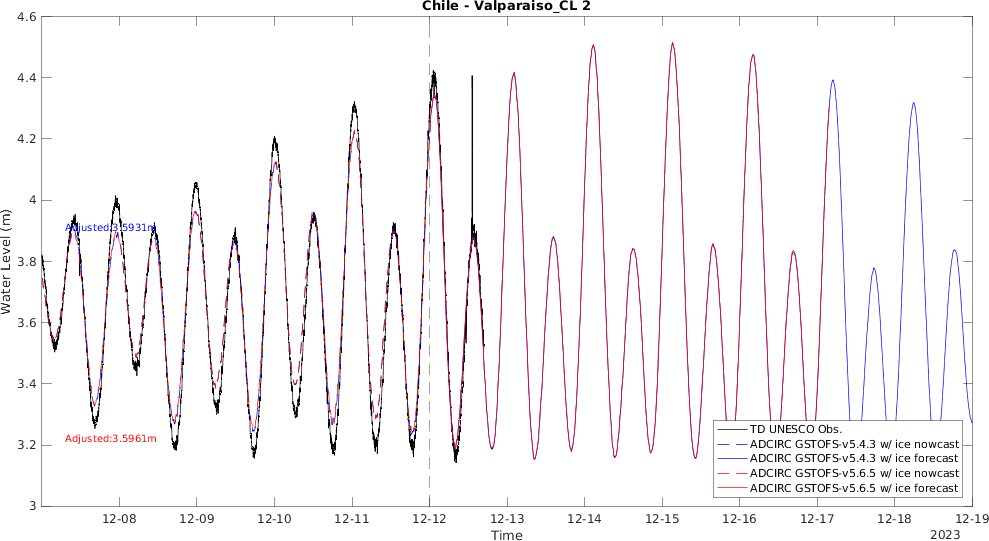 Chile - Valparaiso_CL 2
4.6
4.4
4.2
4
3.8
3.6
3.4
3.2
3
Water Level (m)
Adjusted:3.5931m
Adjusted:3.5961m
TD UNESCO Obs.
ADCIRC GSTOFS-v5.4.3 w/ ice nowcast
ADCIRC GSTOFS-v5.4.3 w/ ice forecast
ADCIRC GSTOFS-v5.6.5 w/ ice nowcast
ADCIRC GSTOFS-v5.6.5 w/ ice forecast
12-08 12-09 12-10 12-11 12-12 12-13 12-14 12-15 12-16 12-17 12-18 12-19
Time
2023